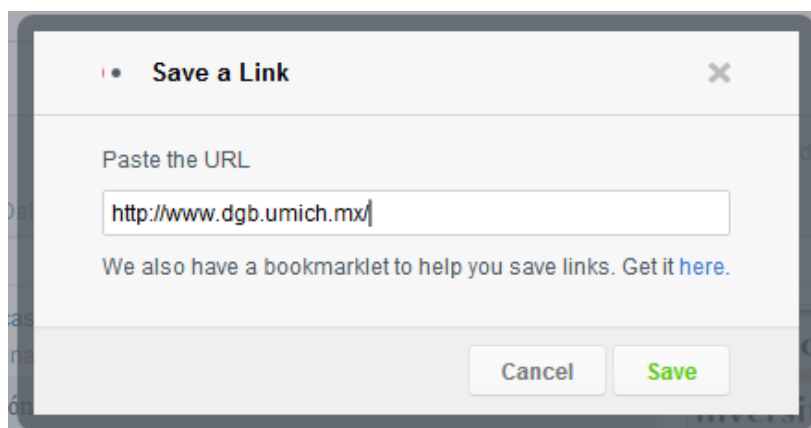 Save a Link
Paste the URL
http://www.dgb.umich.mx/
We also have a bookmarklet to help you save links. Get it here.
Cancel
Save